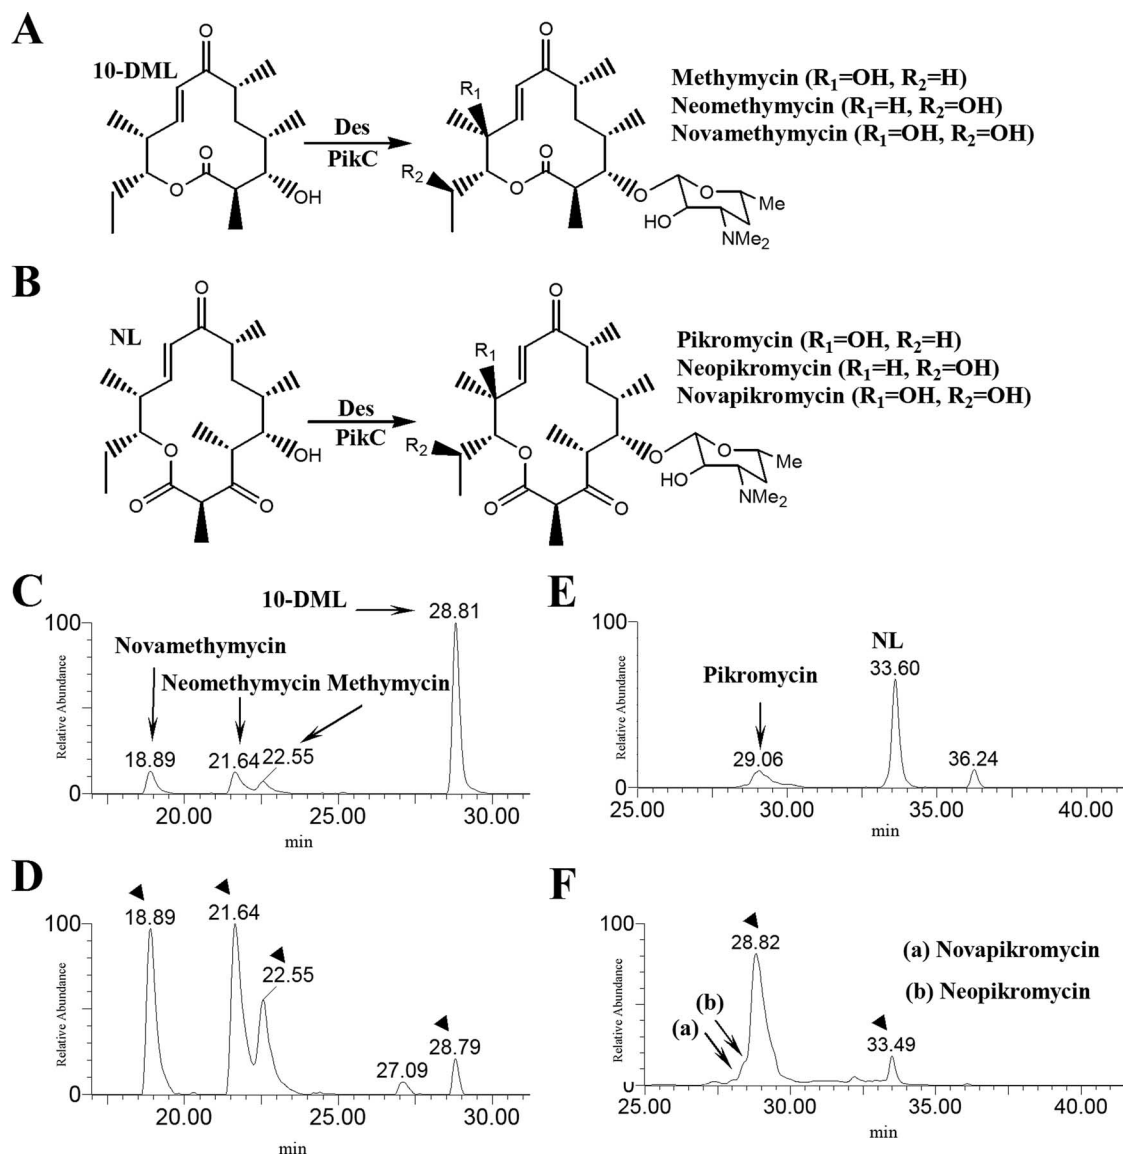 A
10-DML
O
O
O
OH
Des
PikC
O
R1
R2
O
O
O
O
HO
NMe2
Me
Methymycin (R1=OH, R2=H)
Neomethymycin (R1=H, R2=OH)
Novamethymycin (R1=OH, R2=OH)
B
NL
O
O
OH
O
O
Des
PikC
O
R1
R2
O
O
O
O
O
HO
NMe2
Me
Pikromycin (R1=OH, R2=H)
Neopikromycin (R1=H, R2=OH)
Novapikromycin (R1=OH, R2=OH)
C
10-DML
28.81
100
Novamethymycin
Neomethymycin Methymycin
Relative Abundance
18.89
21.64
22.55
0
20.00 25.00 30.00
min
E
100
NL
33.60
Pikromycin
Relative Abundance
29.06
36.24
0
25.00 30.00 35.00 40.00
min
D
100
18.89
21.64
22.55
Relative Abundance
27.09
28.79
0
20.00 25.00 30.00
min
F
100
28.82
(a) Novapikromycin
(b) Neopikromycin
(b)
(a)
Relative Abundance
33.49
25.00 30.00 35.00 40.00
min